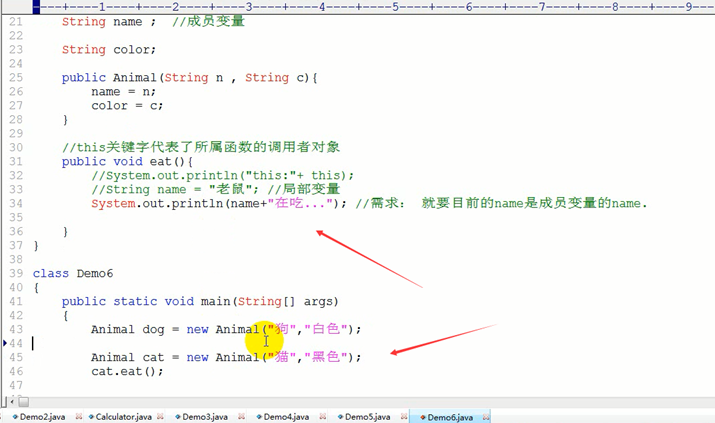 ----+----1----+----2----+----3----+----4----+----5----+----6----+----7----+----8----+----9----
21     String name ;  //成员变量
22
23     String color;
24
25     public Animal(String n , String c){
26         name = n;
27         color = c;
28     }
29
30     //this关键字代表了所属函数的调用者对象
31     public void eat(){
32         //System.out.println("this:"+ this);
33         //String name = "老鼠"; //局部变量
34         System.out.println(name+"在吃..."); //需求： 就要目前的name是成员变量的name.
35
36     }
37 }
38
39 class Demo6
40 {
41     public static void main(String[] args)
42     {
43         Animal dog = new Animal("狗","白色");
44
45         Animal cat = new Animal("猫","黑色");
46         cat.eat();
47
Demo2.java Calculator.java Demo3.java Demo4.java Demo5.java Demo6.java